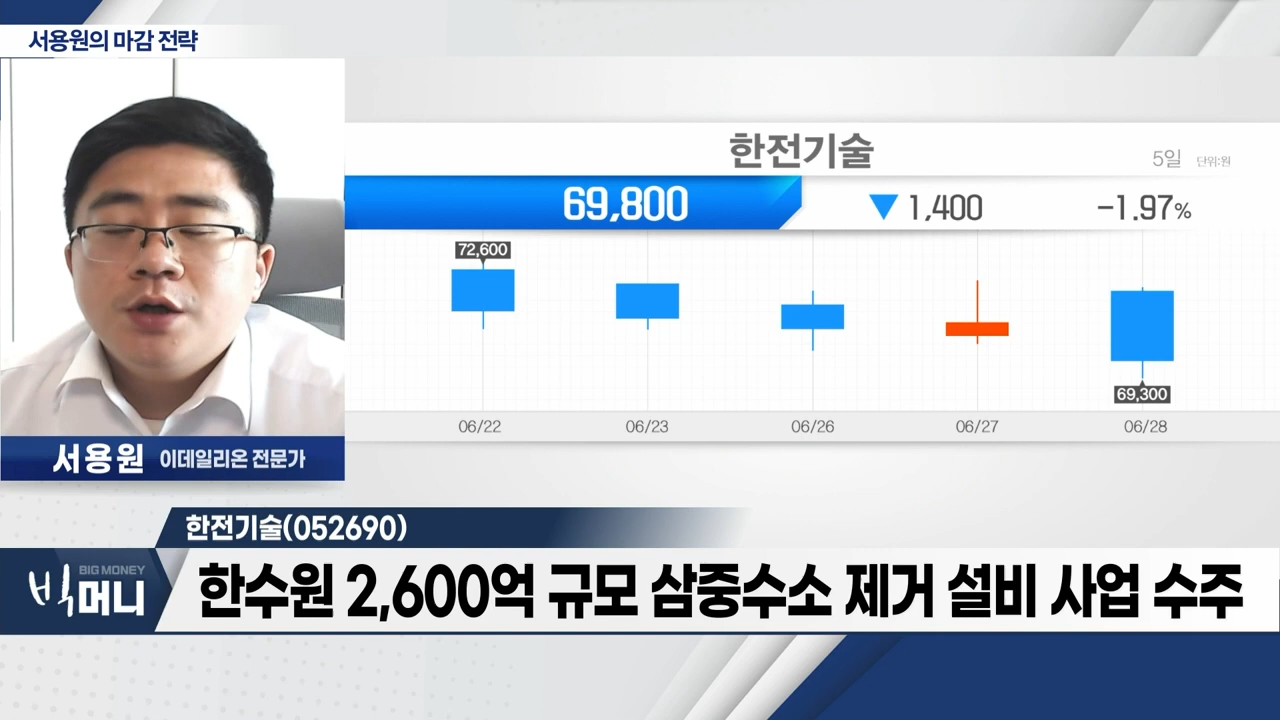 서용원의 마감 전략
한전기술
5일 단위:원
69,800 ▼ 1,400 -1.97%
72,600
69,300
06/22 06/23 06/26 06/27 06/28
서용원 이데일리온 전문가
한전기술(052690)
BIG MONEY
빅머니
한수원 2,600억 규모 삼중수소 제거 설비 사업 수주